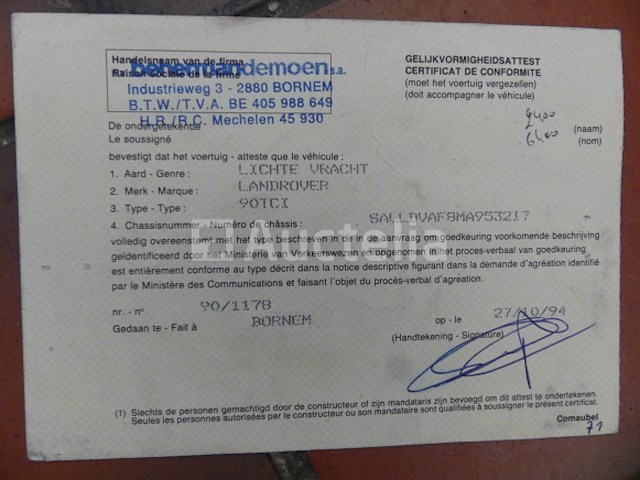 Handelsnaam van de firma
Raison sociale de la firme
behermandemoen s.a.
Industrieweg 3 - 2880 BORNEM
B.T.W./T.V.A. BE 405 988 649
H.R./R.C. Mechelen 45 930
GELIJKVORMIGHEIDSATTEST
CERTIFICAT DE CONFORMITE
(moet het voertuig vergezellen)
(doit accompagner le véhicule)
De ondergetekende
Le soussigné
(naam)
6400 (nom)
bevestigt dat het voertuig - atteste que le véhicule :
1. Aard - Genre : LICHTE VRACHT
2. Merk - Marque : LANDROVER
3. Type - Type : 90TCI
4. Chassisnummer - Numéro de châssis : SALLDVAF8MA953217
volledig overeenstemt met het type beschreven in de in de aanvraag om goedkeuring voorkomende beschrijving
geïdentificeerd door het Ministerie van Verkeerswezen en opgenomen in het proces-verbaal van goedkeuring.
est entièrement conforme au type décrit dans la notice descriptive figurant dans la demande d'agréation identifié
par le Ministère des Communications et faisant l'objet du procès-verbal d'agréation.
nr. - n° 90/1178
Gedaan te - Fait à BORNEM
op - le 27/10/94
(Handtekening - Signature)
(1) Slechts de personen gemachtigd door de constructeur of zijn mandataris zijn bevoegd om dit attest te ondertekenen.
Seules les personnes autorisées par le constructeur ou son mandataire sont qualifiées à soussigner le présent certificat.
Comaubel
71
Auctelia